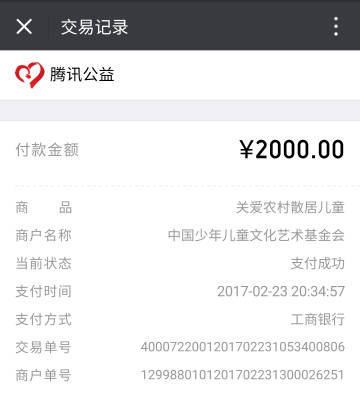 交易记录
腾讯公益
付款金额 ¥2000.00
商 品 关爱农村散居儿童
商户名称 中国少年儿童文化艺术基金会
当前状态 支付成功
支付时间 2017-02-23 20:34:57
支付方式 工商银行
交易单号 4000722001201702231053400806
商户单号 1299880101201702231300026251